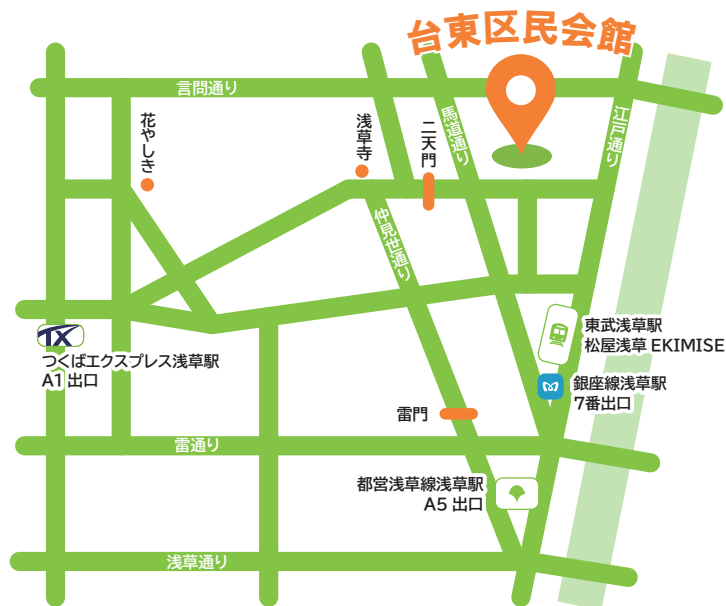 台東区民会館
言問通り
花やしき
浅草寺
二天門
馬道通り
江戸通り
仲見世通り
TX
つくばエクスプレス浅草駅
A1 出口
東武浅草駅
松屋浅草 EKIMISE
銀座線浅草駅
7番出口
雷門
雷通り
都営浅草線浅草駅
A5 出口
浅草通り